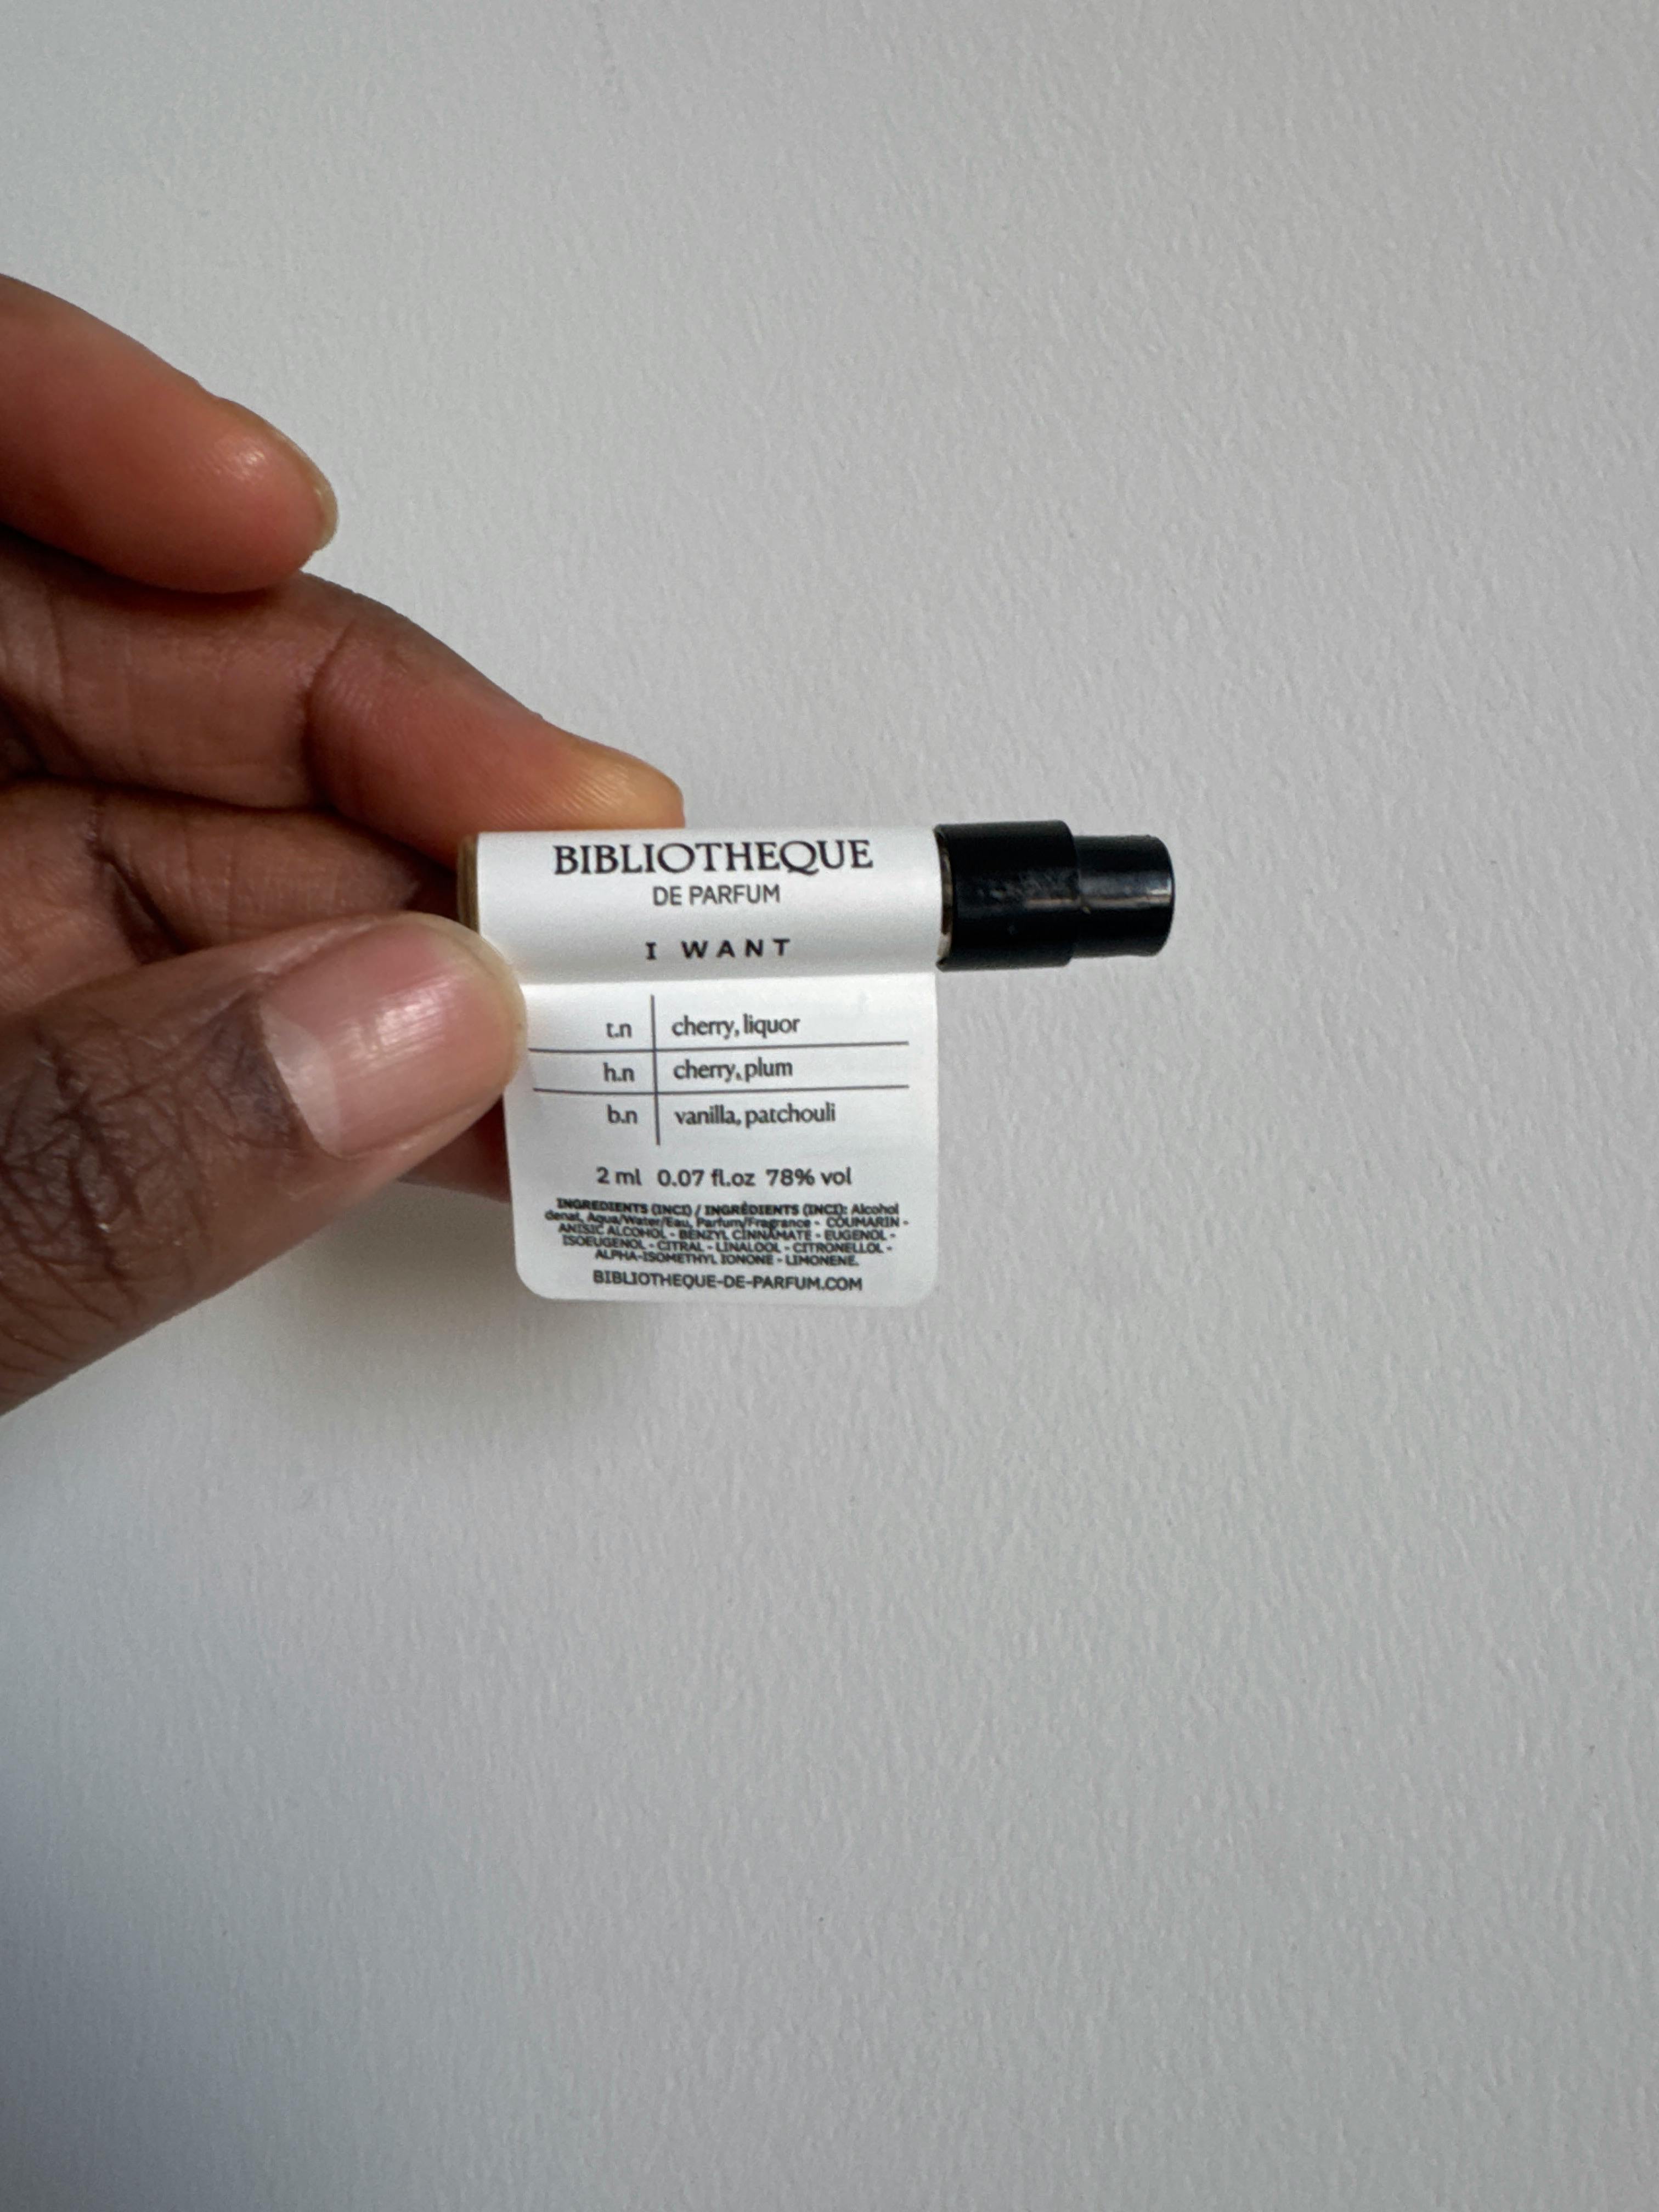 BIBLIOTHEQUE
DE PARFUM
I WANT
t.n cherry, liquor
h.n cherry, plum
b.n vanilla, patchouli
2 ml 0.07 fl.oz 78% vol
INGREDIENTS (INCI) / INGRÉDIENTS (INCI): Alcohol
denat, Aqua/Water/Eau, Parfum/Fragrance - COUMARIN -
ANISIC ALCOHOL - BENZYL CINNAMATE - EUGENOL -
ISOEUGENOL - CITRAL - LINALOOL - CITRONELLOL -
ALPHA-ISOMETHYL IONONE - LIMONENE.
BIBLIOTHEQUE-DE-PARFUM.COM